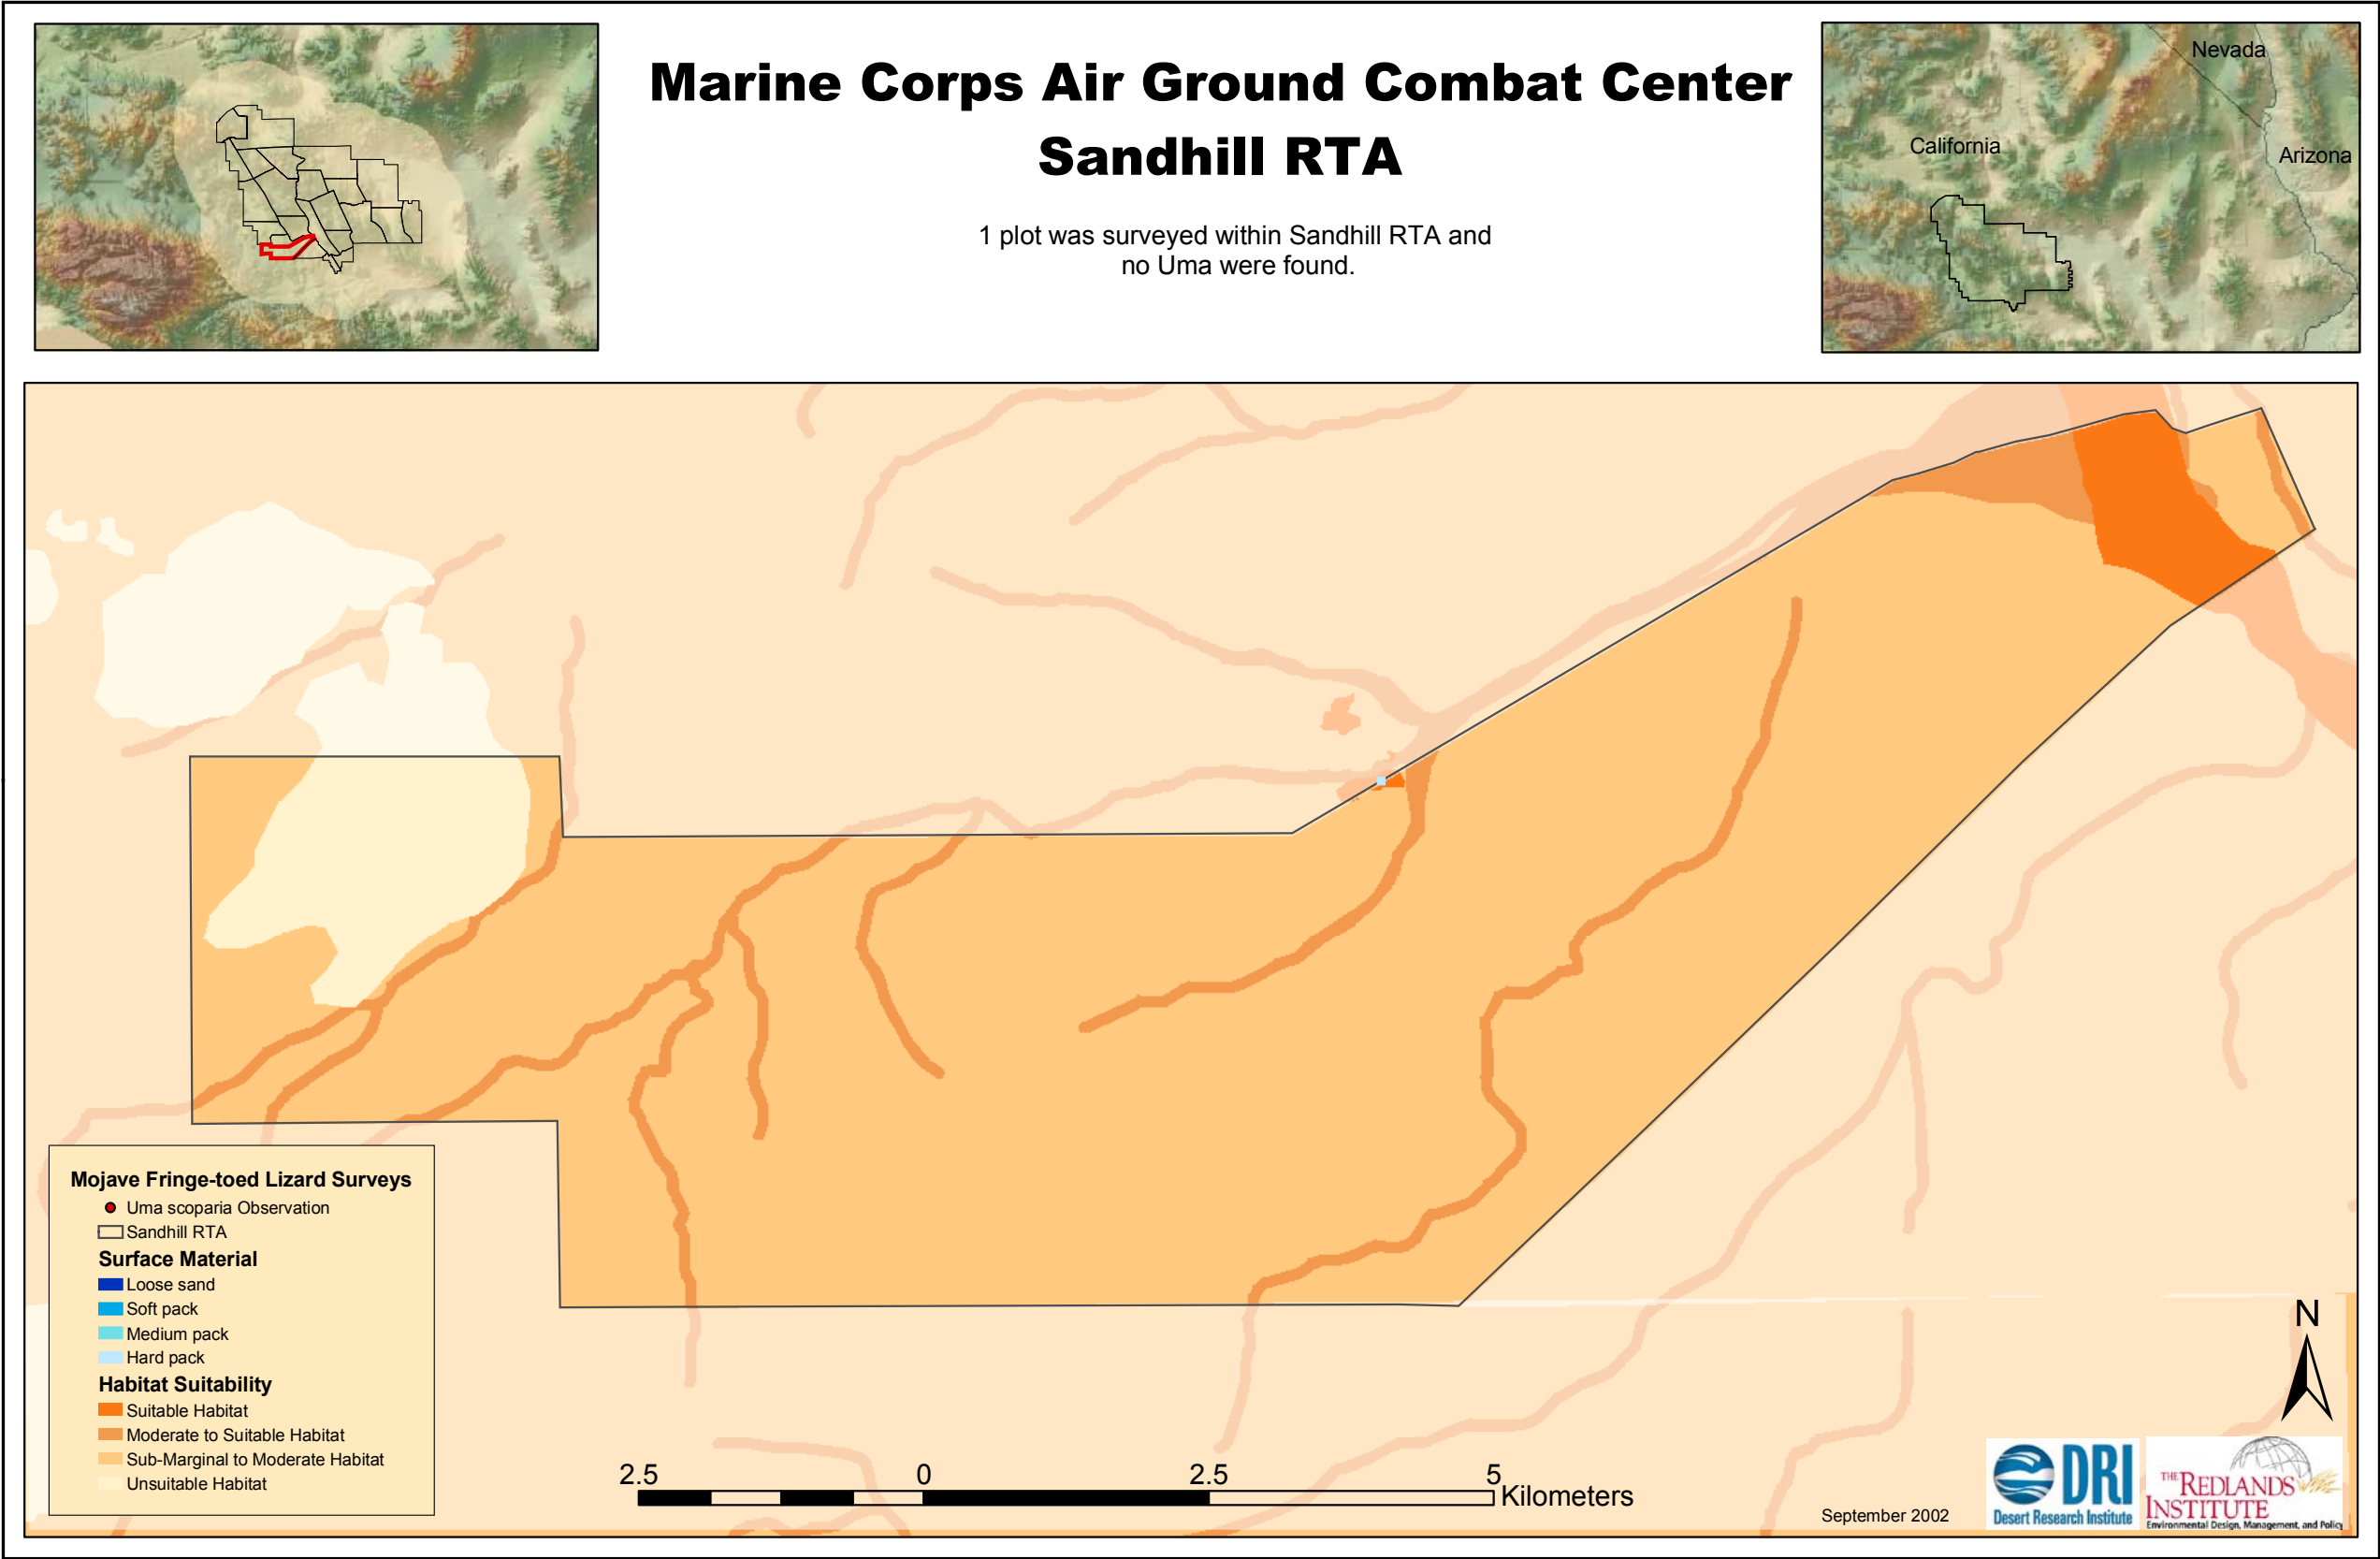 Marine Corps Air Ground Combat Center
Sandhill RTA
1 plot was surveyed within Sandhill RTA and
no Uma were found.
Nevada
California
Arizona
Mojave Fringe-toed Lizard Surveys
Uma scoparia Observation
Sandhill RTA
Surface Material
Loose sand
Soft pack
Medium pack
Hard pack
Habitat Suitability
Suitable Habitat
Moderate to Suitable Habitat
Sub-Marginal to Moderate Habitat
Unsuitable Habitat
2.5 0 2.5 5
Kilometers
N
September 2002
DRI
Desert Research Institute
THE REDLANDS
INSTITUTE
Environmental Design, Management, and Policy